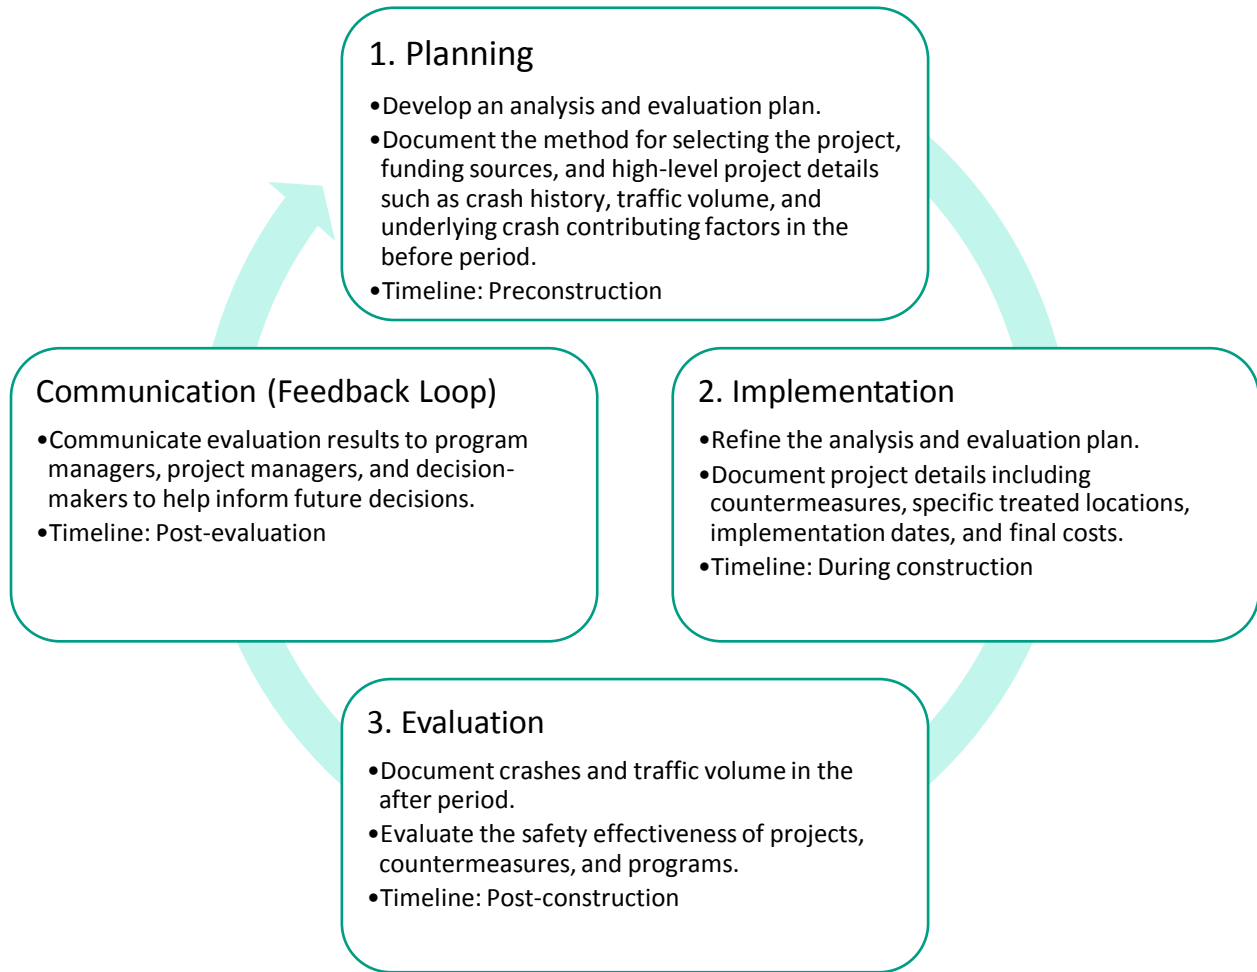 1. Planning
•Develop an analysis and evaluation plan.
•Document the method for selecting the project,
funding sources, and high-level project details
such as crash history, traffic volume, and
underlying crash contributing factors in the
before period.
•Timeline: Preconstruction
2. Implementation
•Refine the analysis and evaluation plan.
•Document project details including
countermeasures, specific treated locations,
implementation dates, and final costs.
•Timeline: During construction
3. Evaluation
•Document crashes and traffic volume in the
after period.
•Evaluate the safety effectiveness of projects,
countermeasures, and programs.
•Timeline: Post-construction
Communication (Feedback Loop)
•Communicate evaluation results to program
managers, project managers, and decision-
makers to help inform future decisions.
•Timeline: Post-evaluation